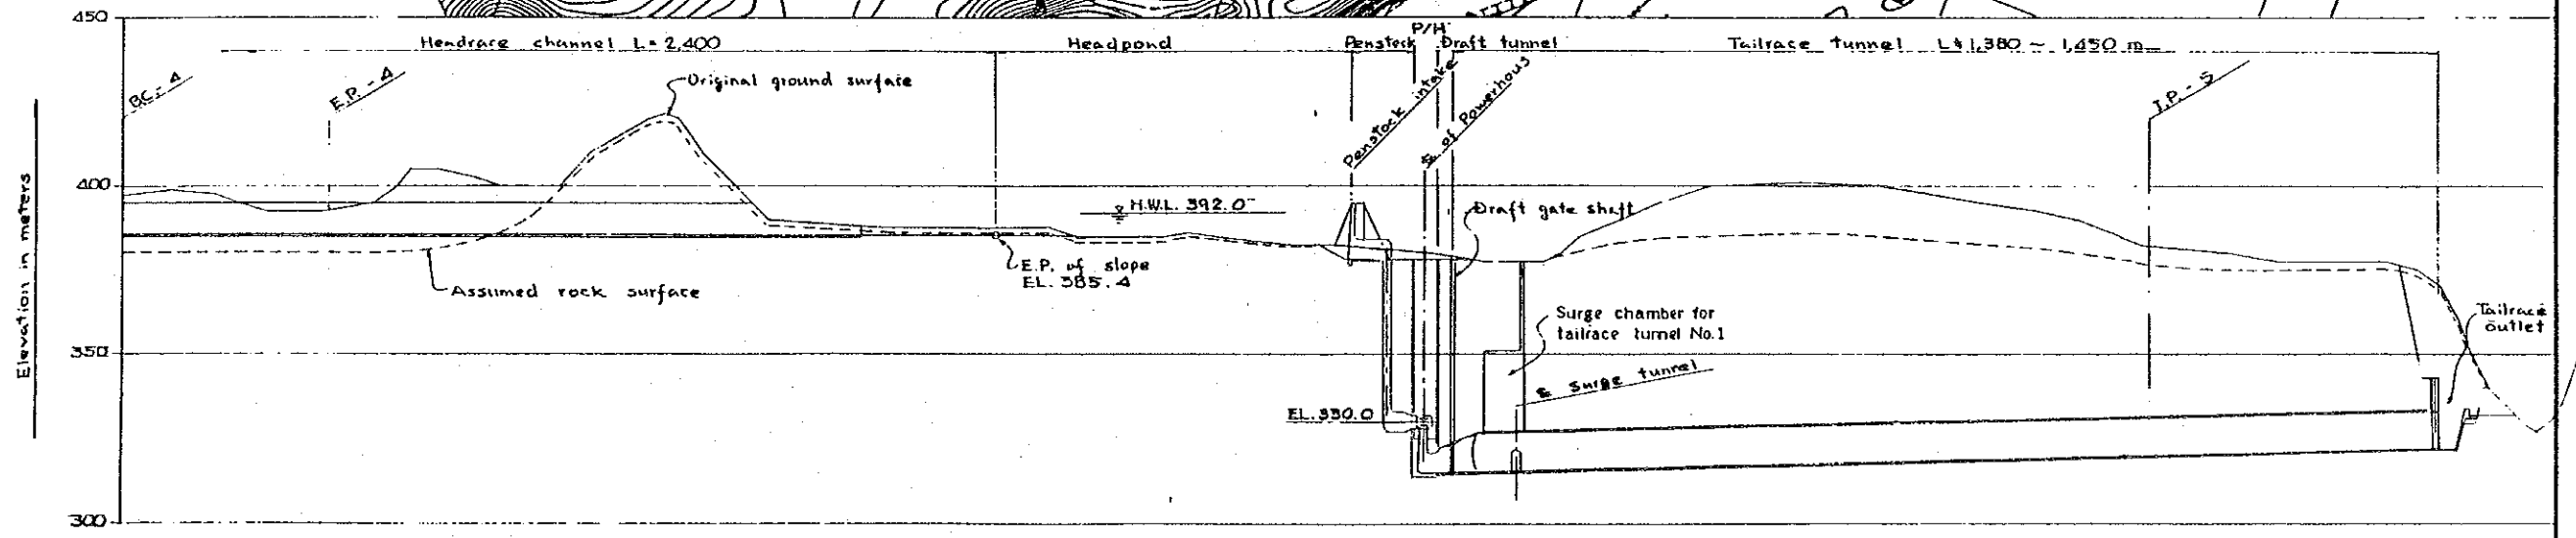 450
Headrace channel L= 2,400
Headpond
Penstock
P/H
Draft tunnel
Tailrace tunnel L≒1,380 ~ 1,450 m
B.C. - 4
E.P. - 4
Original ground surface
Penstock intake
℄ of Powerhous
I.P. - 5
400
H.W.L. 392.0
Draft gate shaft
E.P. of slope
EL. 385.4
Assumed rock surface
Elevation in meters
350
Surge chamber for
tailrace tunnel No.1
Tailrace
outlet
℄ Surge tunnel
EL. 330.0
300